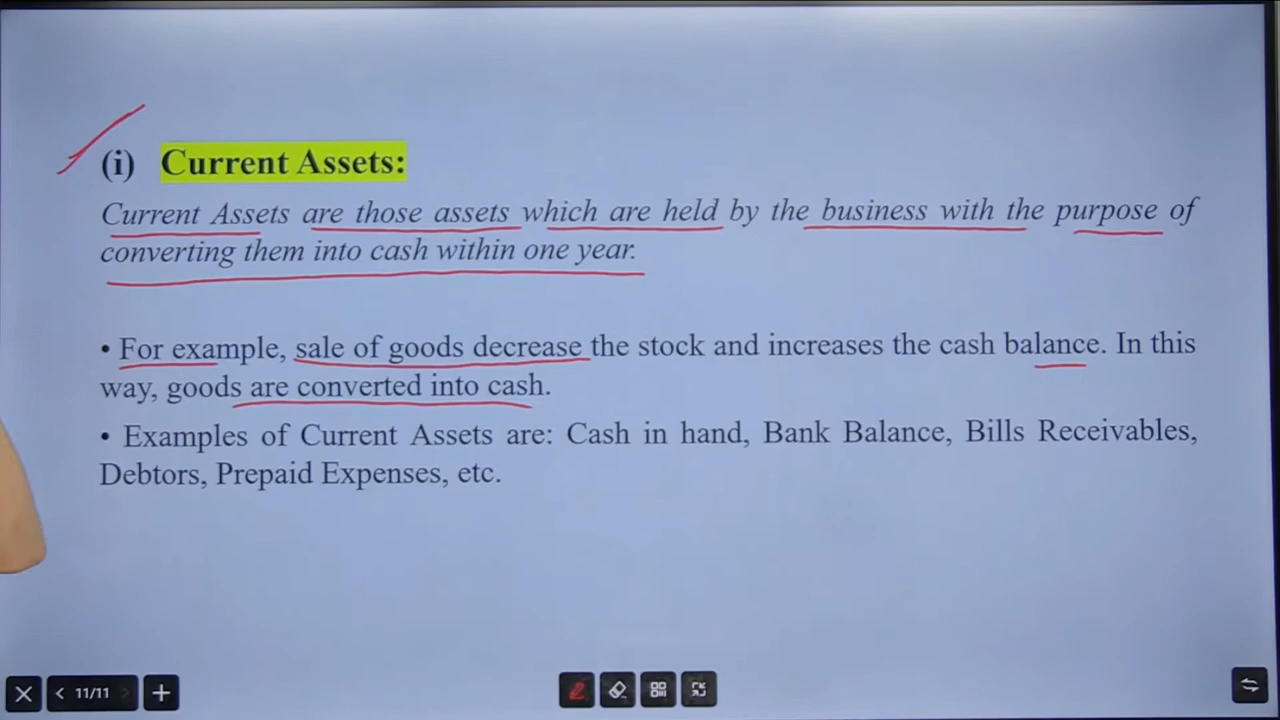 (i) Current Assets:
Current Assets are those assets which are held by the business with the purpose of
converting them into cash within one year.
• For example, sale of goods decrease the stock and increases the cash balance. In this
way, goods are converted into cash.
• Examples of Current Assets are: Cash in hand, Bank Balance, Bills Receivables,
Debtors, Prepaid Expenses, etc.
11/11